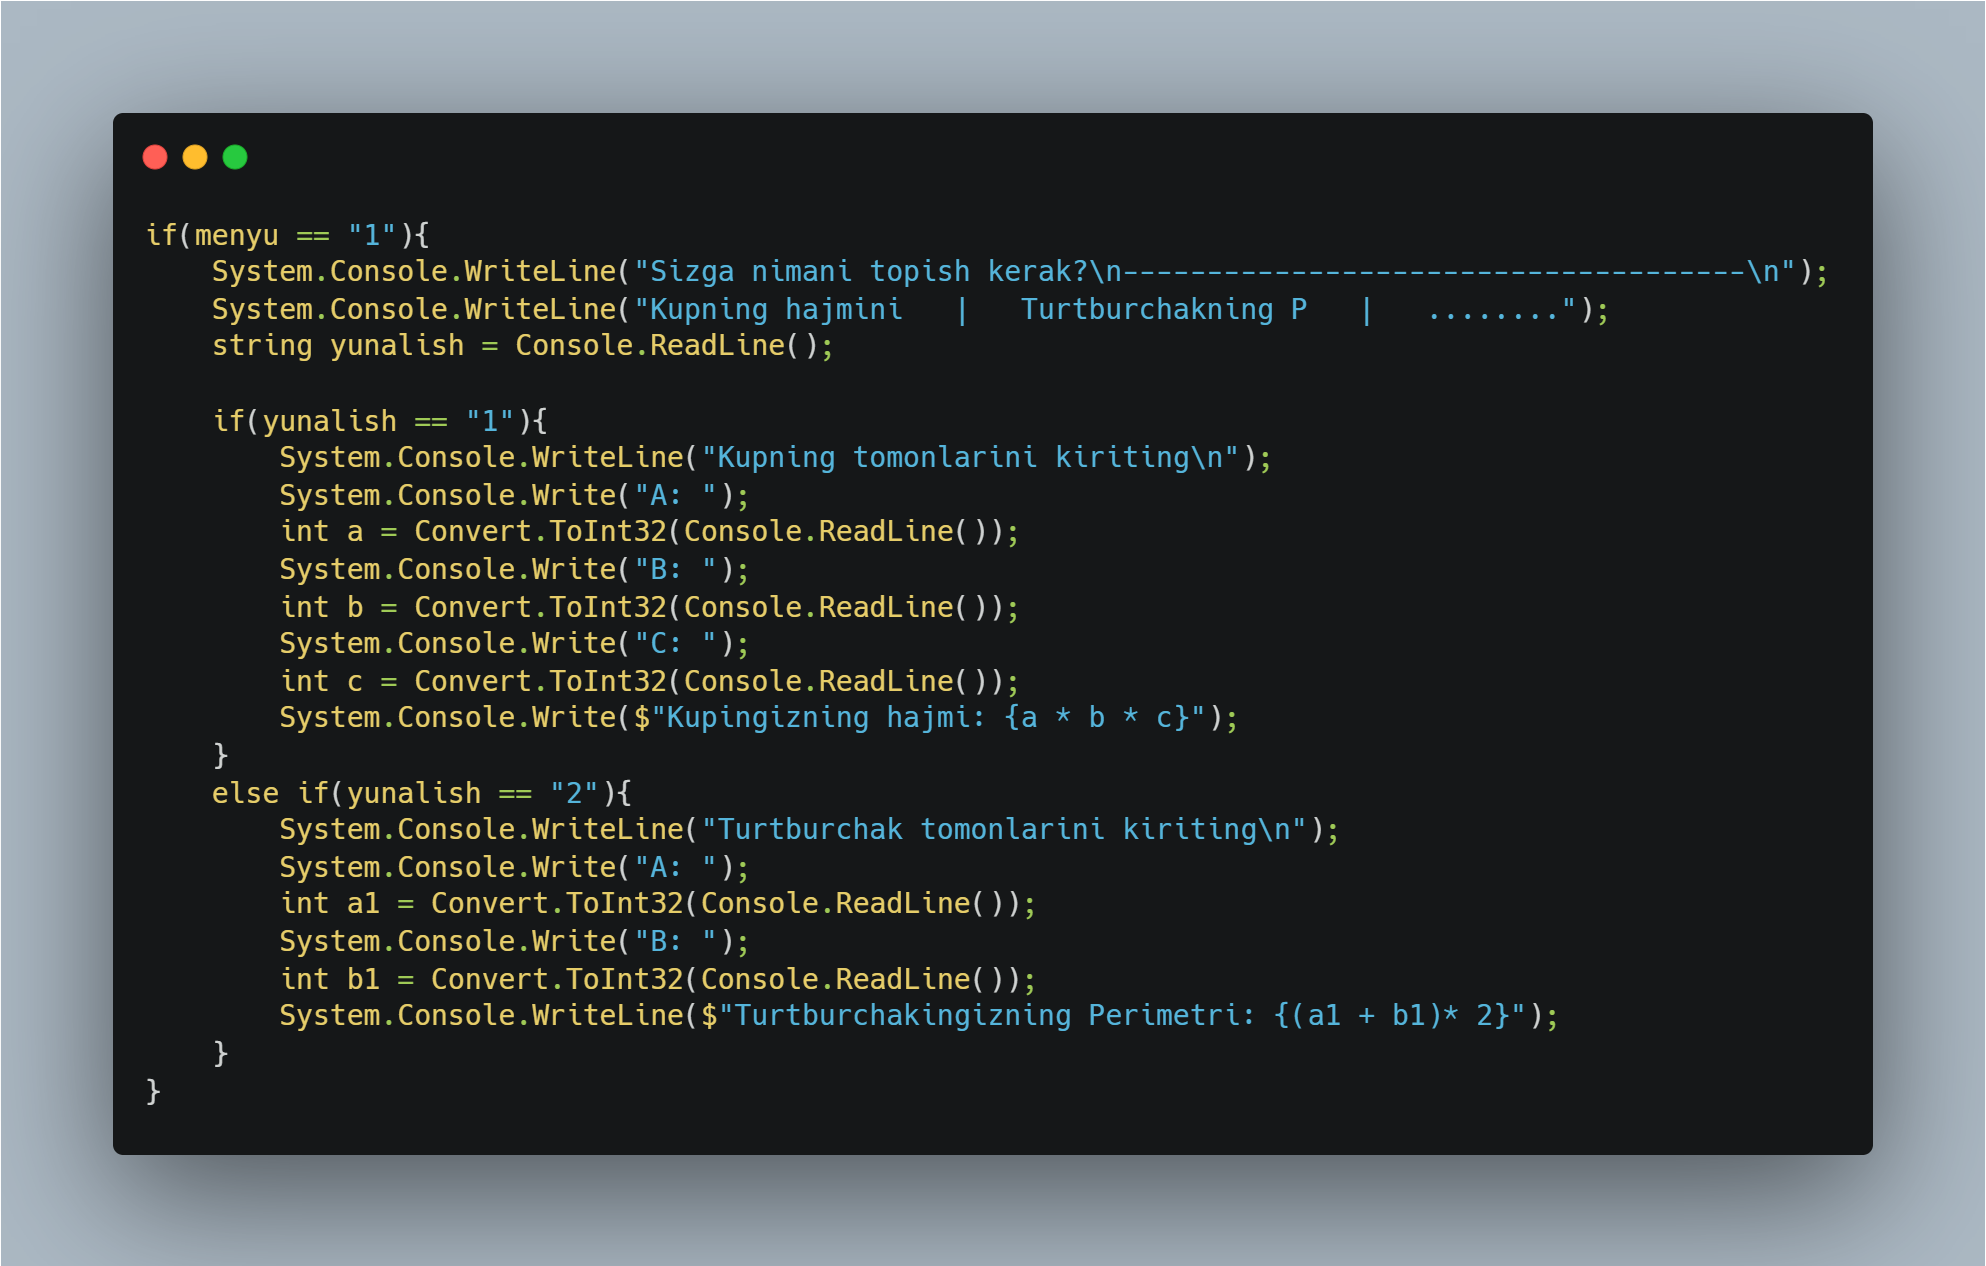 if(menyu == "1"){
    System.Console.WriteLine("Sizga nimani topish kerak?\n-------------------------------------\n");
    System.Console.WriteLine("Kupning hajmini   |   Turtburchakning P   |   ........");
    string yunalish = Console.ReadLine();

    if(yunalish == "1"){
        System.Console.WriteLine("Kupning tomonlarini kiriting\n");
        System.Console.Write("A: ");
        int a = Convert.ToInt32(Console.ReadLine());
        System.Console.Write("B: ");
        int b = Convert.ToInt32(Console.ReadLine());
        System.Console.Write("C: ");
        int c = Convert.ToInt32(Console.ReadLine());
        System.Console.Write($"Kupingizning hajmi: {a * b * c}");
    }
    else if(yunalish == "2"){
        System.Console.WriteLine("Turtburchak tomonlarini kiriting\n");
        System.Console.Write("A: ");
        int a1 = Convert.ToInt32(Console.ReadLine());
        System.Console.Write("B: ");
        int b1 = Convert.ToInt32(Console.ReadLine());
        System.Console.WriteLine($"Turtburchakingizning Perimetri: {(a1 + b1)* 2}");
    }
}